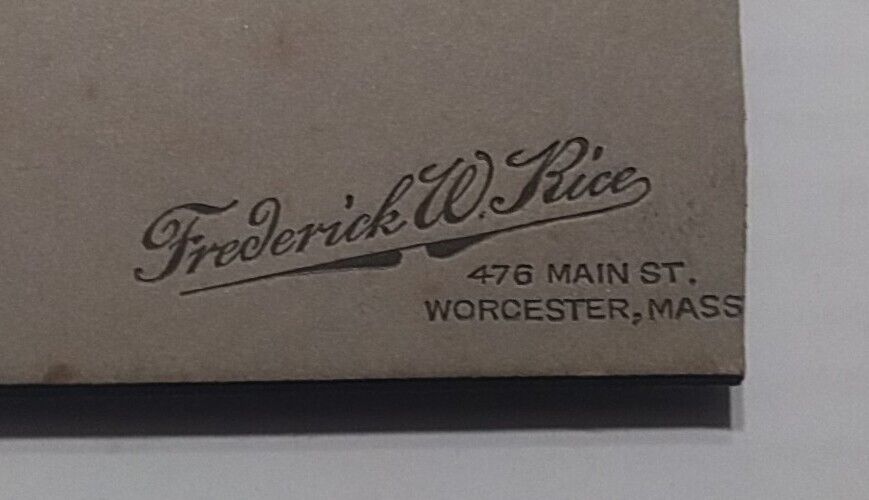 Frederick W. Rice
476 MAIN ST.
WORCESTER, MASS